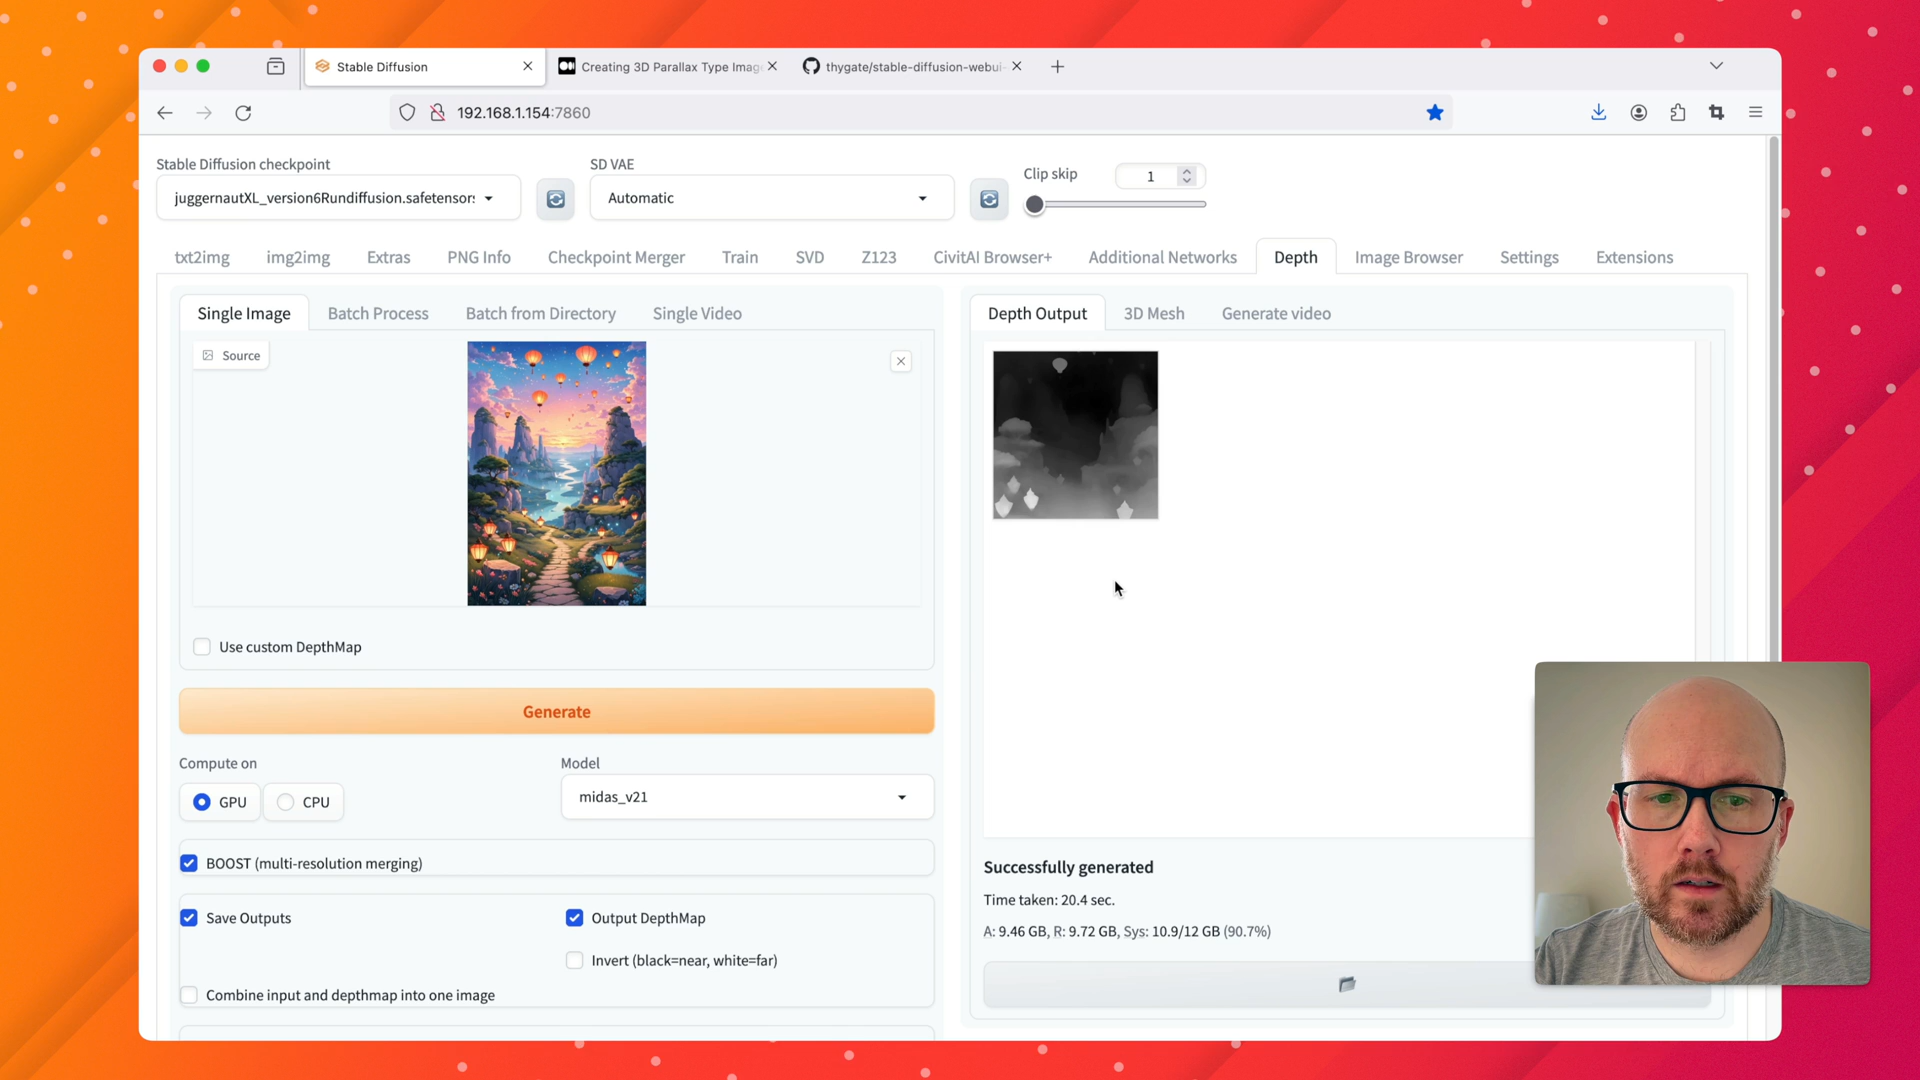 Stable Diffusion
Creating 3D Parallax Type Imag
thygate/stable-diffusion-webui-
192.168.1.154:7860
Stable Diffusion checkpoint
SD VAE
Clip skip
1
juggernautXL_version6Rundiffusion.safetensors
Automatic
txt2img
img2img
Extras
PNG Info
Checkpoint Merger
Train
SVD
Z123
CivitAI Browser+
Additional Networks
Depth
Image Browser
Settings
Extensions
Single Image
Batch Process
Batch from Directory
Single Video
Source
Use custom DepthMap
Generate
Compute on
GPU
CPU
Model
midas_v21
BOOST (multi-resolution merging)
Save Outputs
Output DepthMap
Invert (black=near, white=far)
Combine input and depthmap into one image
Depth Output
3D Mesh
Generate video
Successfully generated
Time taken: 20.4 sec.
A: 9.46 GB, R: 9.72 GB, Sys: 10.9/12 GB (90.7%)